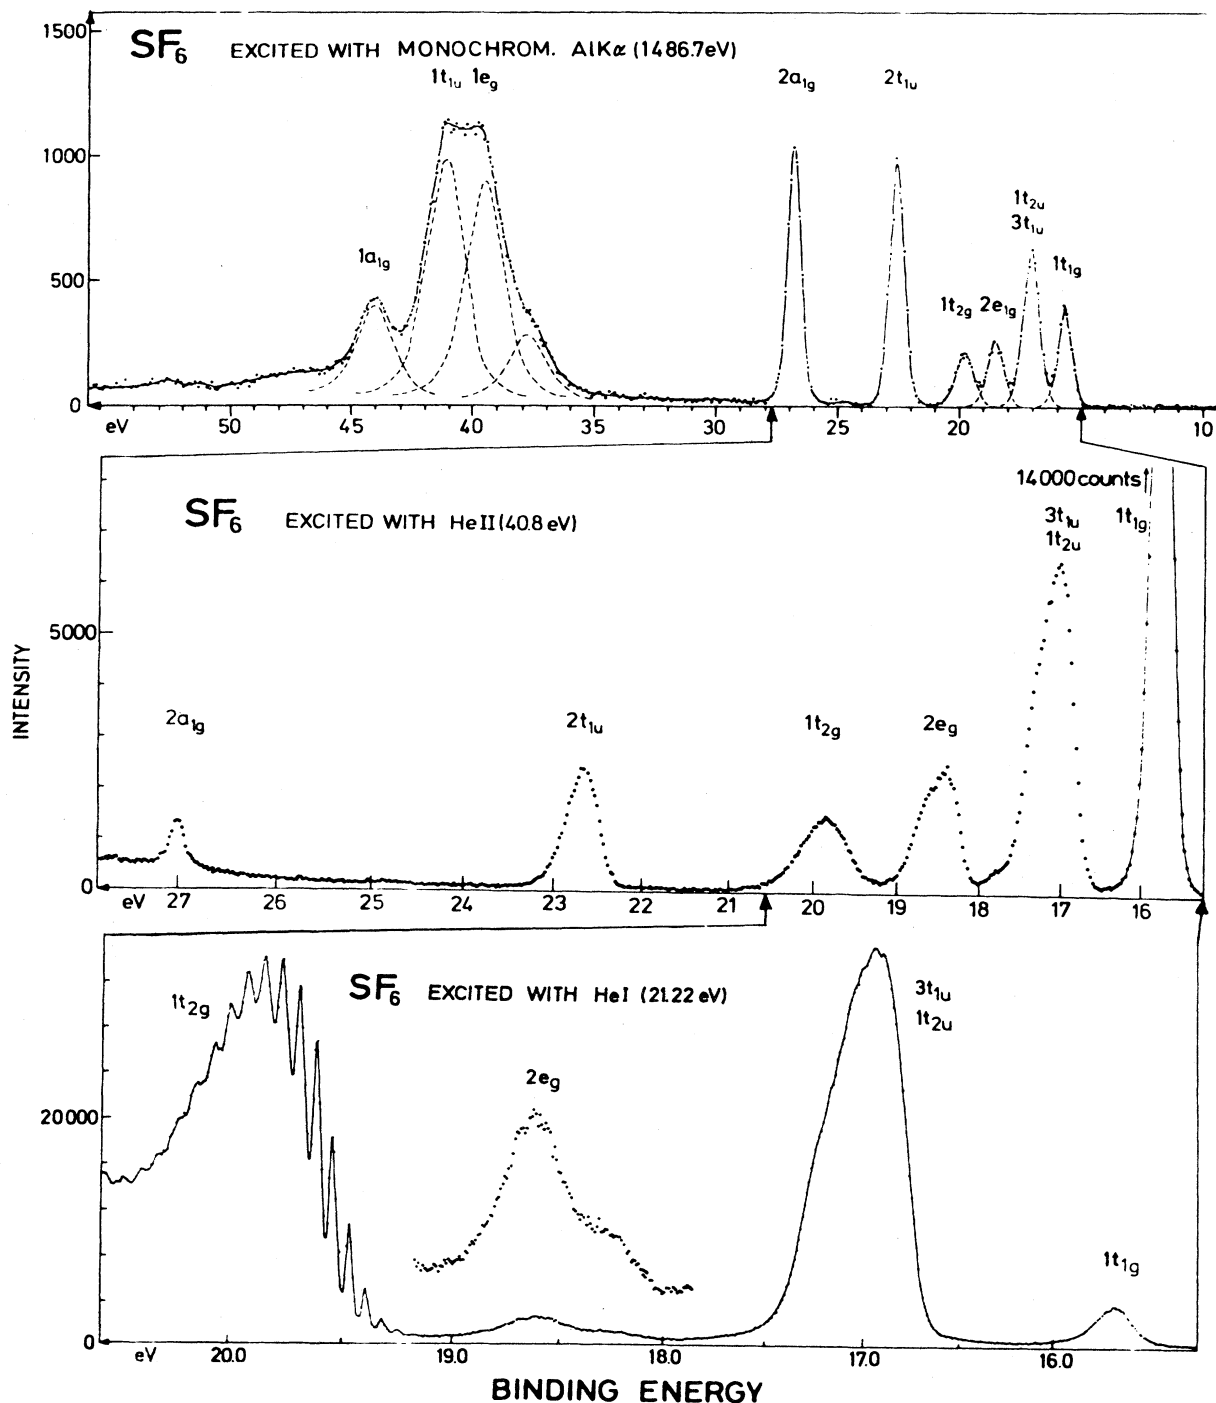 1500
SF6 EXCITED WITH MONOCHROM. AlKα (1486.7eV)
1t1u 1eg
2a1g
2t1u
1000
1t2u
3t1u
1a1g
1t1g
500
1t2g 2e1g
0
eV 50 45 40 35 30 25 20 10
14000 counts
SF6 EXCITED WITH HeII (40.8 eV)
3t1u
1t2u
1t1g
5000
INTENSITY
2a1g
2t1u
1t2g
2eg
0
eV 27 26 25 24 23 22 21 20 19 18 17 16
SF6 EXCITED WITH HeI (21.22 eV)
1t2g
3t1u
1t2u
2eg
20000
1t1g
0
eV 20.0 19.0 18.0 17.0 16.0
BINDING ENERGY